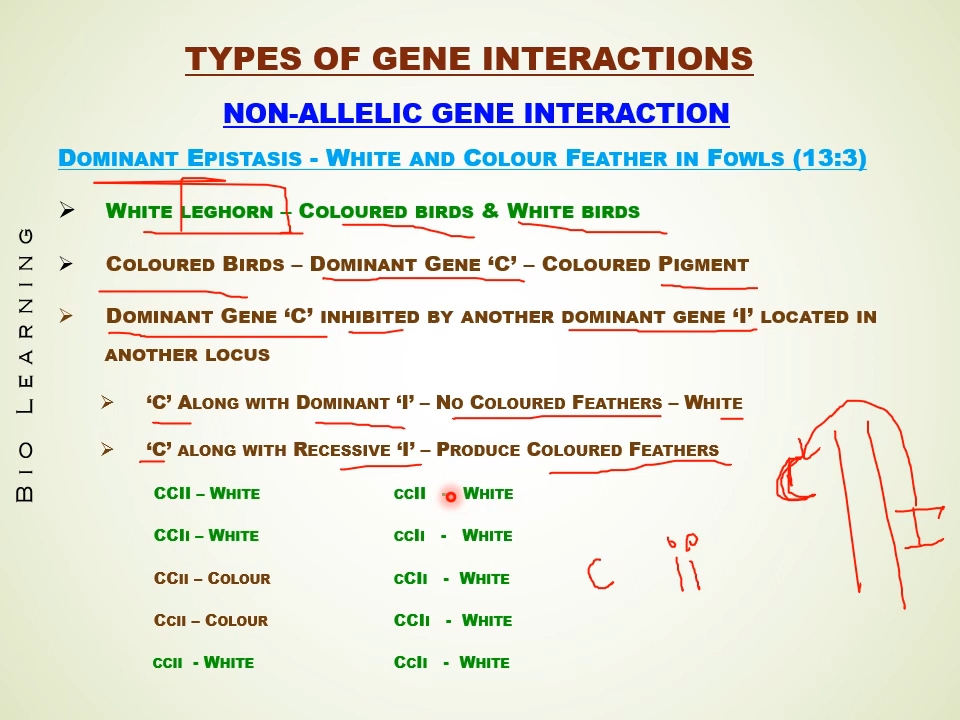 TYPES OF GENE INTERACTIONS
NON-ALLELIC GENE INTERACTION
Dominant Epistasis - White and Colour Feather in Fowls (13:3)
White leghorn – Coloured birds & White birds
Coloured Birds – Dominant Gene ‘C’ – Coloured Pigment
Dominant Gene ‘C’ inhibited by another dominant gene ‘I’ located in
another locus
‘C’ Along with Dominant ‘I’ – No Coloured Feathers – White
‘C’ along with Recessive ‘I’ – Produce Coloured Feathers
CCII – White ccII - White
CCIi – White ccIi - White
CCii – Colour cCIi - White
Ccii – Colour CCIi - White
ccii - White CcIi - White
C ii
C
I
Bio Learning